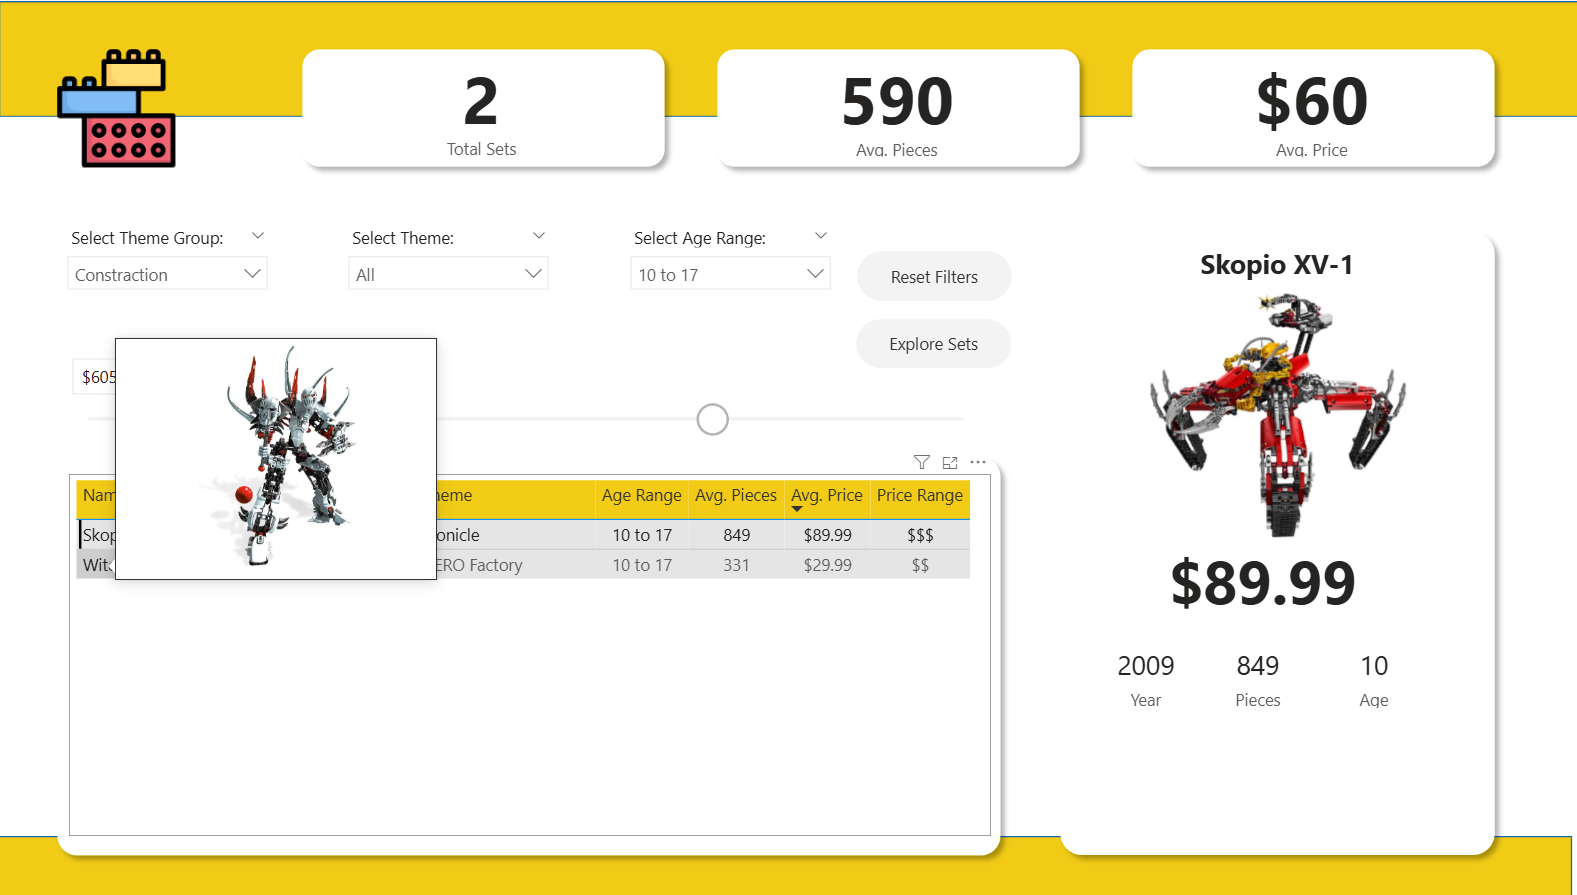 2
Total Sets
590
Avg. Pieces
$60
Avg. Price
Select Theme Group:
Constraction
Select Theme:
All
Select Age Range:
10 to 17
Reset Filters
Explore Sets
$605
Nam eme Age Range Avg. Pieces Avg. Price Price Range
Skop onicle 10 to 17 849 $89.99 $$$
Wit ERO Factory 10 to 17 331 $29.99 $$
Skopio XV-1
$89.99
2009 849 10
Year Pieces Age